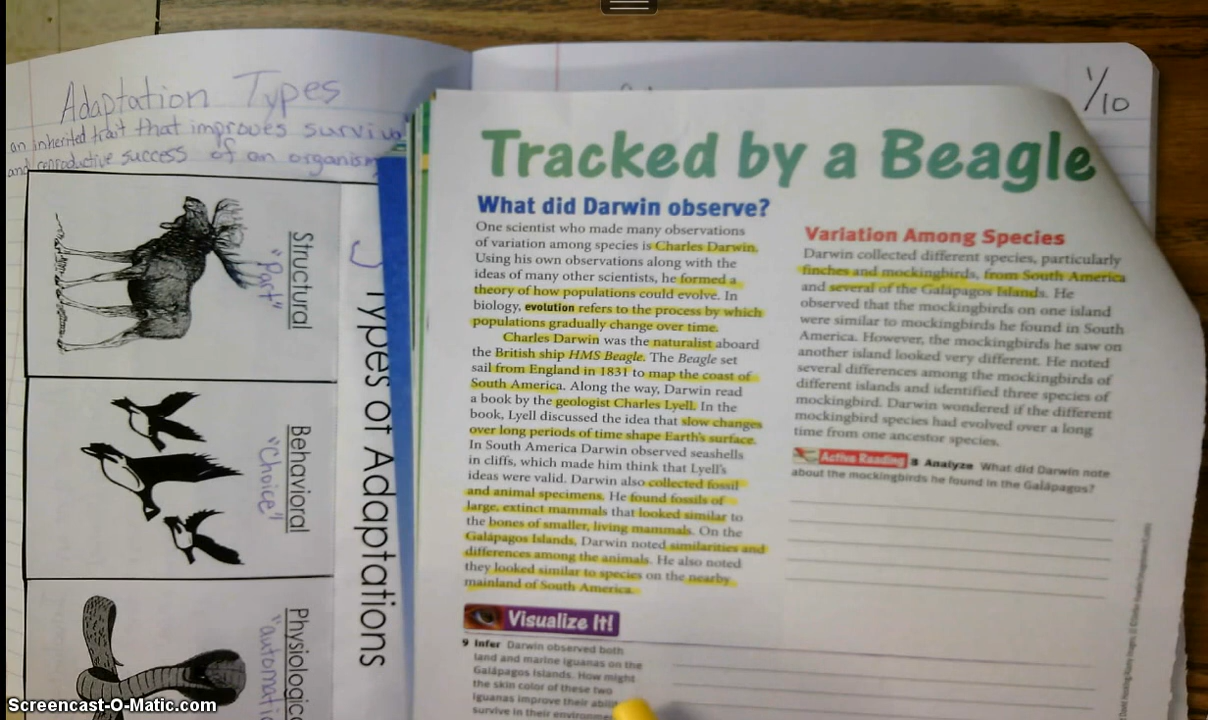 Adaptation Types
an inherited trait that improves surviva
and reproductive success of an organism
Structural
"Part"
Behavioral
"Choice"
Physiologica
"automatic
Types of Adaptations
1/10
Tracked by a Beagle
What did Darwin observe?
One scientist who made many observations
of variation among species is Charles Darwin.
Using his own observations along with the
ideas of many other scientists, he formed a
theory of how populations could evolve. In
biology, evolution refers to the process by which
populations gradually change over time.
Charles Darwin was the naturalist aboard
the British ship HMS Beagle. The Beagle set
sail from England in 1831 to map the coast of
South America. Along the way, Darwin read
a book by the geologist Charles Lyell. In the
book, Lyell discussed the idea that slow changes
over long periods of time shape Earth's surface.
In South America Darwin observed seashells
in cliffs, which made him think that Lyell's
ideas were valid. Darwin also collected fossil
and animal specimens. He found fossils of
large, extinct mammals that looked similar to
the bones of smaller, living mammals. On the
Galápagos Islands, Darwin noted similarities and
differences among the animals. He also noted
they looked similar to species on the nearby
mainland of South America.
Visualize It!
9 Infer Darwin observed both
land and marine iguanas on the
Galápagos Islands. How might
the skin color of these two
iguanas improve their abili
survive in their environmen
Variation Among Species
Darwin collected different species, particularly
finches and mockingbirds, from South America
and several of the Galápagos Islands. He
observed that the mockingbirds on one island
were similar to mockingbirds he found in South
America. However, the mockingbirds he saw on
another island looked very different. He noted
several differences among the mockingbirds of
different islands and identified three species of
mockingbird. Darwin wondered if the different
mockingbird species had evolved over a long
time from one ancestor species.
Active Reading 8 Analyze What did Darwin note
about the mockingbirds he found in the Galápagos?
Screencast-O-Matic.com